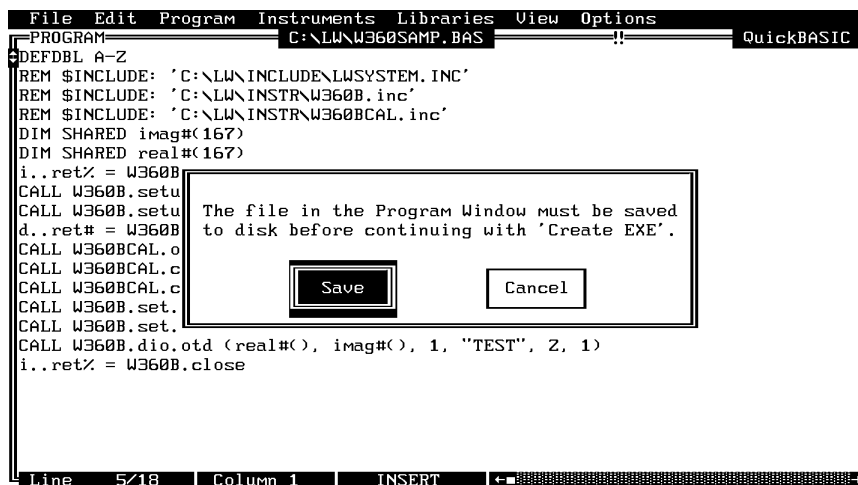 File Edit Program Instruments Libraries View Options
PROGRAM C:\LW\W360SAMP.BAS !! QuickBASIC
DEFDBL A-Z
REM $INCLUDE: 'C:\LW\INCLUDE\LWSYSTEM.INC'
REM $INCLUDE: 'C:\LW\INSTR\W360B.inc'
REM $INCLUDE: 'C:\LW\INSTR\W360BCAL.inc'
DIM SHARED imag#(167)
DIM SHARED real#(167)
i..ret% = W360B
CALL W360B.setu
CALL W360B.setu
d..ret# = W360B
CALL W360BCAL.o
CALL W360BCAL.c
CALL W360BCAL.c
CALL W360B.set.
CALL W360B.set.
The file in the Program Window must be saved
to disk before continuing with 'Create EXE'.
Save Cancel
CALL W360B.dio.otd (real#(), imag#(), 1, "TEST", 2, 1)
i..ret% = W360B.close
Line 5/18 Column 1 INSERT